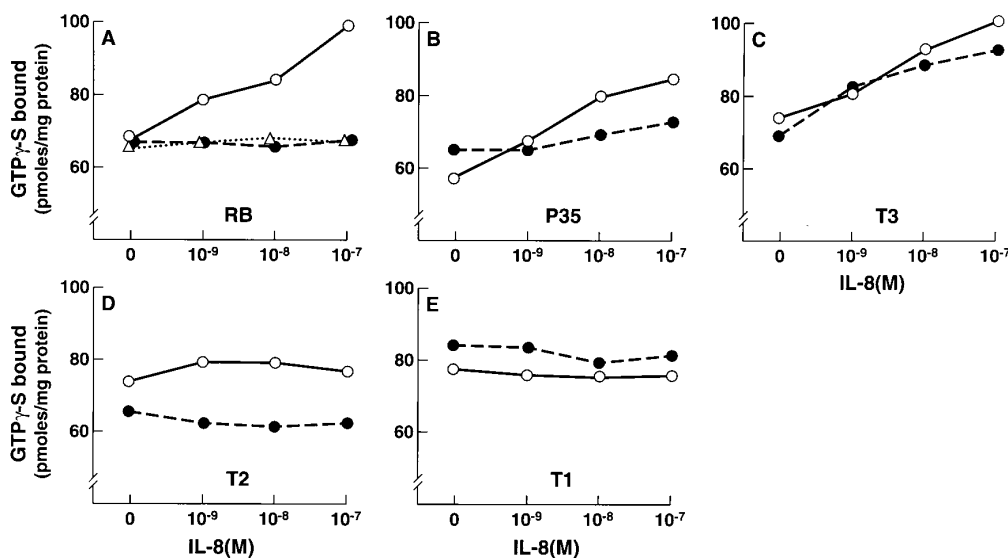 A
GTPγ-S bound
(pmoles/mg protein)
100
80
60
RB
0 10⁻⁹ 10⁻⁸ 10⁻⁷
B
100
80
60
P35
0 10⁻⁹ 10⁻⁸ 10⁻⁷
C
100
80
60
T3
0 10⁻⁹ 10⁻⁸ 10⁻⁷
IL-8(M)
D
GTPγ-S bound
(pmoles/mg protein)
100
80
60
T2
0 10⁻⁹ 10⁻⁸ 10⁻⁷
IL-8(M)
E
100
80
60
T1
0 10⁻⁹ 10⁻⁸ 10⁻⁷
IL-8(M)